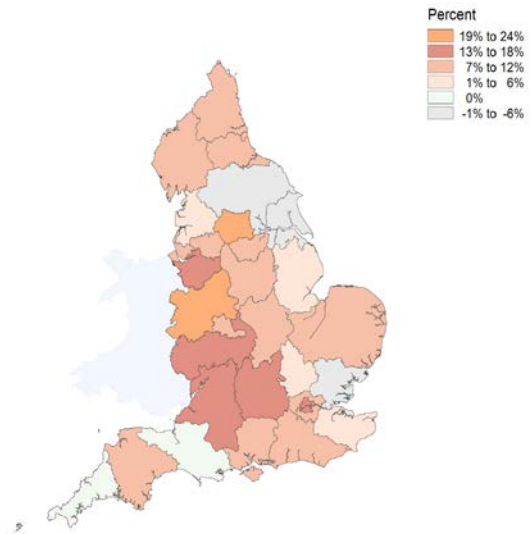 Percent
19% to 24%
13% to 18%
7% to 12%
1% to 6%
0%
-1% to -6%